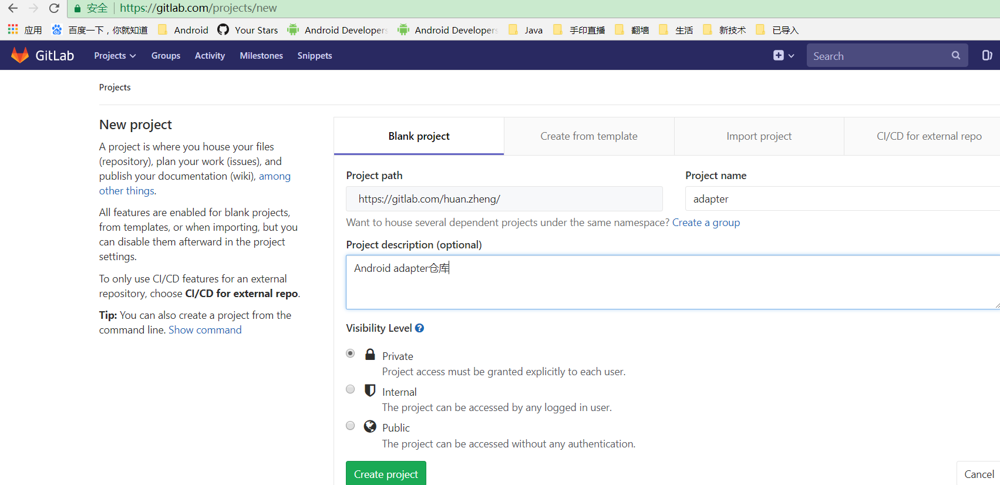 安全 https://gitlab.com/projects/new
应用 百度一下，你就知道 Android Your Stars Android Developers Android Developers Java 手印直播 翻墙 生活 新技术 已导入
GitLab Projects Groups Activity Milestones Snippets Search
Projects
New project
A project is where you house your files
(repository), plan your work (issues), and
publish your documentation (wiki), among
other things.
All features are enabled for blank projects,
from templates, or when importing, but you
can disable them afterward in the project
settings.
To only use CI/CD features for an external
repository, choose CI/CD for external repo.
Tip: You can also create a project from the
command line. Show command
Blank project Create from template Import project CI/CD for external repo
Project path Project name
https://gitlab.com/huan.zheng/ adapter
Want to house several dependent projects under the same namespace? Create a group
Project description (optional)
Android adapter仓库
Visibility Level
Private
Project access must be granted explicitly to each user.
Internal
The project can be accessed by any logged in user.
Public
The project can be accessed without any authentication.
Create project Cancel